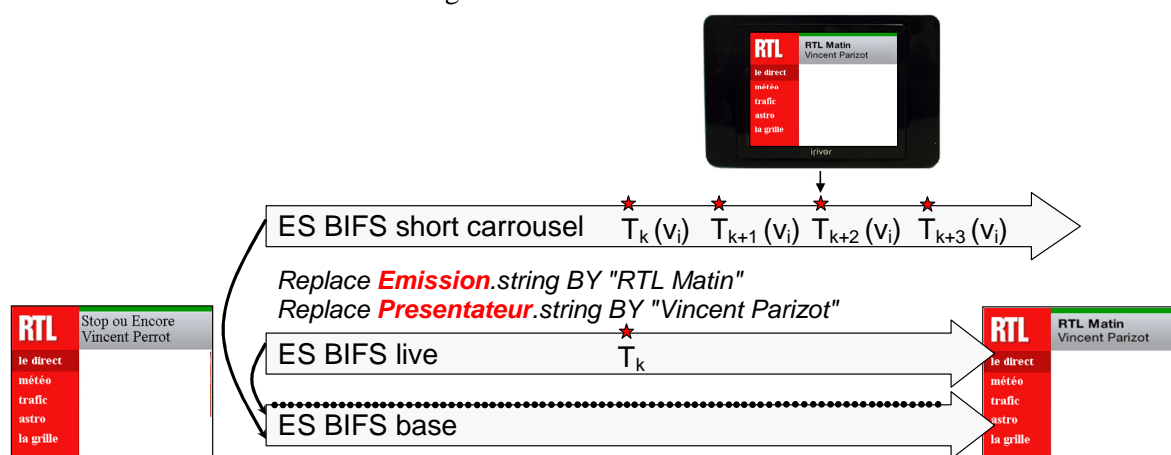 RTL
RTL Matin
Vincent Parizot
le direct
météo
trafic
astro
la grille
iriver
ES BIFS short carrousel
Tk (vi) Tk+1 (vi) Tk+2 (vi) Tk+3 (vi)
Replace Emission.string BY "RTL Matin"
Replace Presentateur.string BY "Vincent Parizot"
RTL
Stop ou Encore
Vincent Perrot
le direct
météo
trafic
astro
la grille
ES BIFS live
Tk
ES BIFS base
RTL
RTL Matin
Vincent Parizot
le direct
météo
trafic
astro
la grille